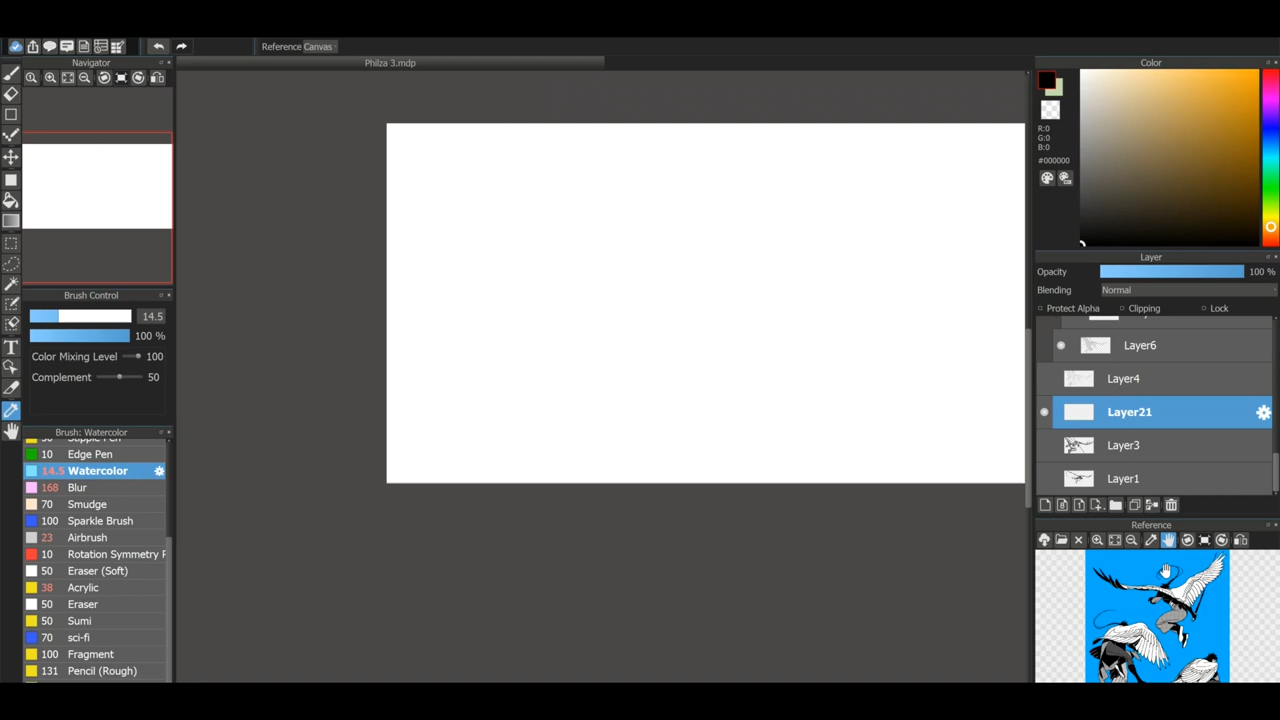 Reference Canvas
Navigator
Philza 3.mdp
Color
R:0
G:0
B:0
#000000
Layer
Opacity 100 %
Blending Normal
Protect Alpha Clipping Lock
Layer6
Layer4
Layer21
Layer3
Layer1
Reference
Brush Control
14.5
100 %
Color Mixing Level 100
Complement 50
Brush: Watercolor
10 Edge Pen
14.5 Watercolor
168 Blur
70 Smudge
100 Sparkle Brush
23 Airbrush
10 Rotation Symmetry
50 Eraser (Soft)
38 Acrylic
50 Eraser
50 Sumi
70 sci-fi
100 Fragment
131 Pencil (Rough)